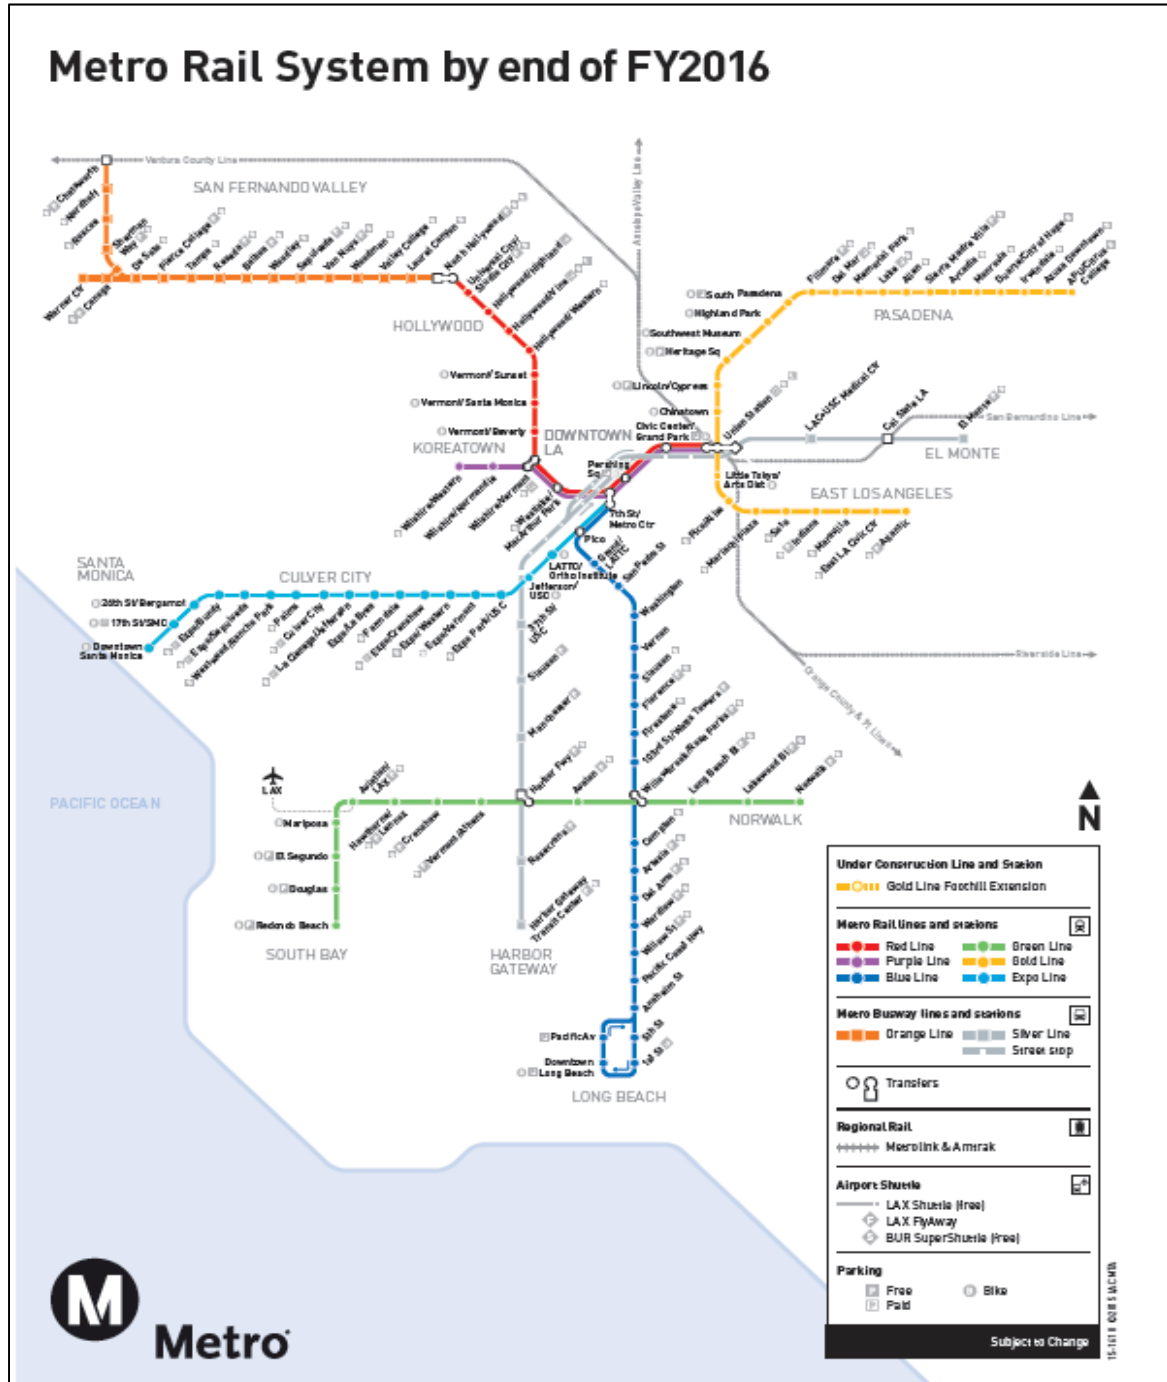 Metro Rail System by end of FY2016
Ventura County Line
Antelope Valley Line
SAN FERNANDO VALLEY
Chatsworth
Nordhoff
Roscoe
Sherman
Way
Warner Ctr
Canoga
De Soto
Pierce College
Tampa
Reseda
Balboa
Woodley
Sepulveda
Van Nuys
Woodman
Valley College
Laurel Canyon
North Hollywood
Universal City/
Studio City
Hollywood/Highland
Hollywood/Vine
Hollywood/Western
HOLLYWOOD
Vermont/Sunset
Vermont/Santa Monica
Vermont/Beverly
KOREATOWN
DOWNTOWN
LA
Wilshire/Western
Wilshire/Normandie
Wilshire/Vermont
Westlake/
MacArthur Park
Pershing
Sq
Civic Center/
Grand Park
Union Station
7th St/
Metro Ctr
Pico
Fillmore
Del Mar
Memorial Park
Lake
Allen
Sierra Madre Villa
Arcadia
Monrovia
Duarte/City of Hope
Irwindale
Azusa Downtown
APU/Citrus
College
PASADENA
South Pasadena
Highland Park
Southwest Museum
Heritage Sq
Lincoln/Cypress
Chinatown
LAC+USC Medical Ctr
Cal State LA
El Monte
San Bernardino Line
EL MONTE
Little Tokyo/
Arts Dist
EAST LOS ANGELES
Pico/Aliso
Mariachi Plaza
Soto
Indiana
Maravilla
East LA Civic Ctr
Atlantic
Riverside Line
SANTA
MONICA
CULVER CITY
26th St/Bergamot
17th St/SMC
Downtown
Santa Monica
Expo/Bundy
Expo/Sepulveda
Westwood/Rancho Park
Palms
Culver City
La Cienega/Jefferson
Expo/La Brea
Farmdale
Expo/Crenshaw
Expo/Western
Expo/Vermont
Expo Park/USC
Jefferson/
USC
LATTC/
Ortho Institute
37th St/
USC
Slauson
Manchester
Harbor Fwy
Rosecrans
Harbor Gateway
Transit Center
HARBOR
GATEWAY
Grand/
LATTC
San Pedro St
Washington
Vernon
Slauson
Florence
Firestone
103rd St/Watts Towers
Willowbrook/Rosa Parks
Avalon
Long Beach Bl
Lakewood Bl
Norwalk
NORWALK
Compton
Artesia
Del Amo
Wardlow
Willow St
Pacific Coast Hwy
Anaheim St
5th St
1st St
Pacific Av
Downtown
Long Beach
LONG BEACH
PACIFIC OCEAN
LAX
Aviation/
LAX
Hawthorne/
Lennox
Crenshaw
Vermont/Athens
Mariposa
El Segundo
Douglas
Redondo Beach
SOUTH BAY
N
Under Construction Line and Station
Gold Line Foothill Extension
Metro Rail lines and stations
Red Line
Green Line
Purple Line
Gold Line
Blue Line
Expo Line
Metro Busway lines and stations
Orange Line
Silver Line
Street stop
Transfers
Regional Rail
Metrolink & Amtrak
Airport Shuttle
LAX Shuttle (free)
LAX FlyAway
BUR SuperShuttle (free)
Parking
Free
Bike
Paid
Subject to Change
M
Metro